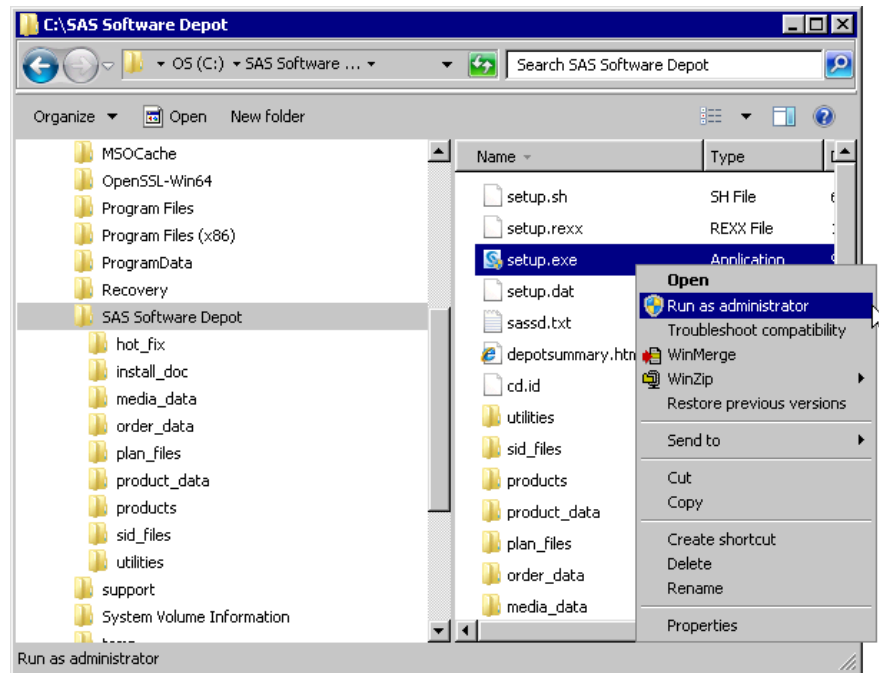 C:\SAS Software Depot
OS (C:) SAS Software ...
Search SAS Software Depot
Organize Open New folder
MSOCache
OpenSSL-Win64
Program Files
Program Files (x86)
ProgramData
Recovery
SAS Software Depot
hot_fix
install_doc
media_data
order_data
plan_files
product_data
products
sid_files
utilities
support
System Volume Information
Name Type
setup.sh SH File
setup.rexx REXX File
setup.exe Application
setup.dat
sassd.txt
depotsummary.htm
cd.id
utilities
sid_files
products
product_data
plan_files
order_data
media_data
Open
Run as administrator
Troubleshoot compatibility
WinMerge
WinZip
Restore previous versions
Send to
Cut
Copy
Create shortcut
Delete
Rename
Properties
Run as administrator